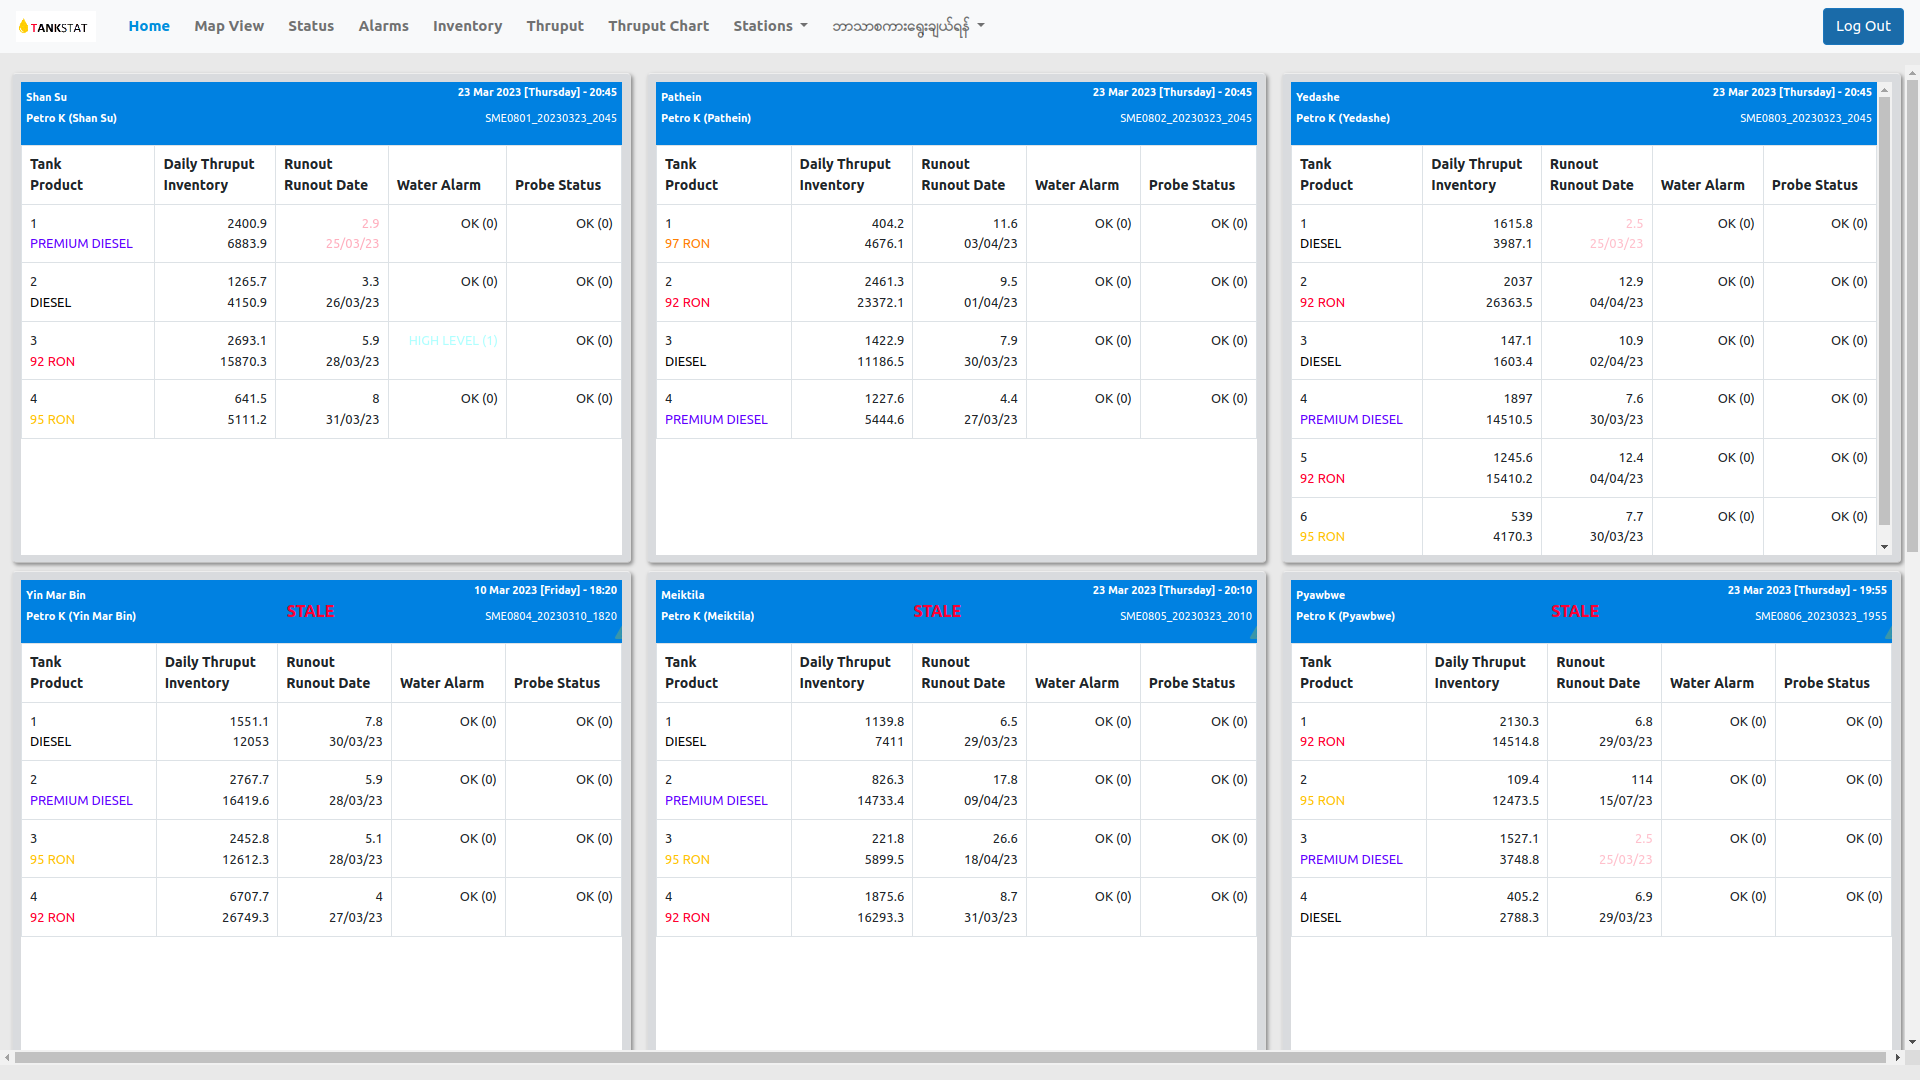 TANKSTAT
Home Map View Status Alarms Inventory Thruput Thruput Chart Stations ဘာသာစကားရွေးချယ်ရန် Log Out
Shan Su 23 Mar 2023 [Thursday] - 20:45
Petro K (Shan Su) SME0801_20230323_2045
Tank Daily Thruput Runout
Product Inventory Runout Date Water Alarm Probe Status
1 2400.9 2.9 OK (0) OK (0)
PREMIUM DIESEL 6883.9 25/03/23
2 1265.7 3.3 OK (0) OK (0)
DIESEL 4150.9 26/03/23
3 2693.1 5.9 HIGH LEVEL (1) OK (0)
92 RON 15870.3 28/03/23
4 641.5 8 OK (0) OK (0)
95 RON 5111.2 31/03/23
Pathein 23 Mar 2023 [Thursday] - 20:45
Petro K (Pathein) SME0802_20230323_2045
Tank Daily Thruput Runout
Product Inventory Runout Date Water Alarm Probe Status
1 404.2 11.6 OK (0) OK (0)
97 RON 4676.1 03/04/23
2 2461.3 9.5 OK (0) OK (0)
92 RON 23372.1 01/04/23
3 1422.9 7.9 OK (0) OK (0)
DIESEL 11186.5 30/03/23
4 1227.6 4.4 OK (0) OK (0)
PREMIUM DIESEL 5444.6 27/03/23
Yedashe 23 Mar 2023 [Thursday] - 20:45
Petro K (Yedashe) SME0803_20230323_2045
Tank Daily Thruput Runout
Product Inventory Runout Date Water Alarm Probe Status
1 1615.8 2.5 OK (0) OK (0)
DIESEL 3987.1 25/03/23
2 2037 12.9 OK (0) OK (0)
92 RON 26363.5 04/04/23
3 147.1 10.9 OK (0) OK (0)
DIESEL 1603.4 02/04/23
4 1897 7.6 OK (0) OK (0)
PREMIUM DIESEL 14510.5 30/03/23
5 1245.6 12.4 OK (0) OK (0)
92 RON 15410.2 04/04/23
6 539 7.7 OK (0) OK (0)
95 RON 4170.3 30/03/23
Yin Mar Bin 10 Mar 2023 [Friday] - 18:20
Petro K (Yin Mar Bin) STALE SME0804_20230310_1820
Tank Daily Thruput Runout
Product Inventory Runout Date Water Alarm Probe Status
1 1551.1 7.8 OK (0) OK (0)
DIESEL 12053 30/03/23
2 2767.7 5.9 OK (0) OK (0)
PREMIUM DIESEL 16419.6 28/03/23
3 2452.8 5.1 OK (0) OK (0)
95 RON 12612.3 28/03/23
4 6707.7 4 OK (0) OK (0)
92 RON 26749.3 27/03/23
Meiktila 23 Mar 2023 [Thursday] - 20:10
Petro K (Meiktila) STALE SME0805_20230323_2010
Tank Daily Thruput Runout
Product Inventory Runout Date Water Alarm Probe Status
1 1139.8 6.5 OK (0) OK (0)
DIESEL 7411 29/03/23
2 826.3 17.8 OK (0) OK (0)
PREMIUM DIESEL 14733.4 09/04/23
3 221.8 26.6 OK (0) OK (0)
95 RON 5899.5 18/04/23
4 1875.6 8.7 OK (0) OK (0)
92 RON 16293.3 31/03/23
Pyawbwe 23 Mar 2023 [Thursday] - 19:55
Petro K (Pyawbwe) STALE SME0806_20230323_1955
Tank Daily Thruput Runout
Product Inventory Runout Date Water Alarm Probe Status
1 2130.3 6.8 OK (0) OK (0)
92 RON 14514.8 29/03/23
2 109.4 114 OK (0) OK (0)
95 RON 12473.5 15/07/23
3 1527.1 2.5 OK (0) OK (0)
PREMIUM DIESEL 3748.8 25/03/23
4 405.2 6.9 OK (0) OK (0)
DIESEL 2788.3 29/03/23